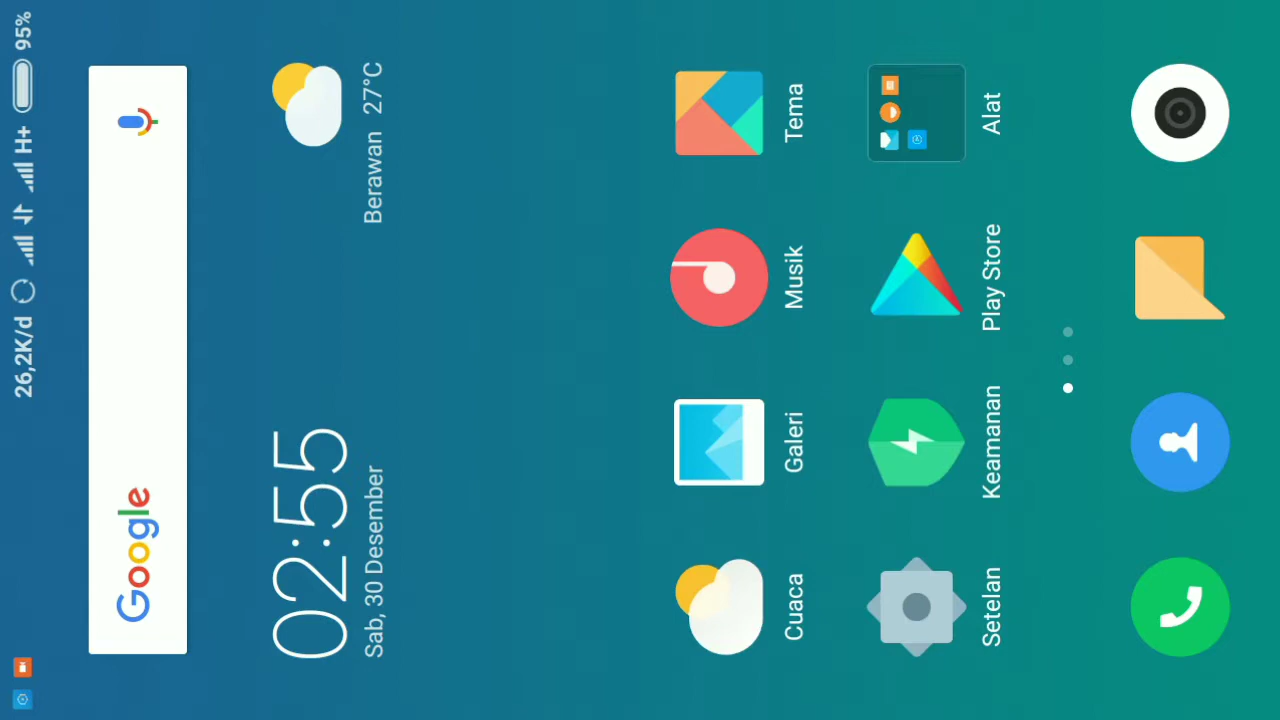 26,2K/d H+ 95%
Google
02:55
Sab, 30 Desember
Berawan 27°C
Cuaca Galeri Musik Tema
Setelan Keamanan Play Store Alat